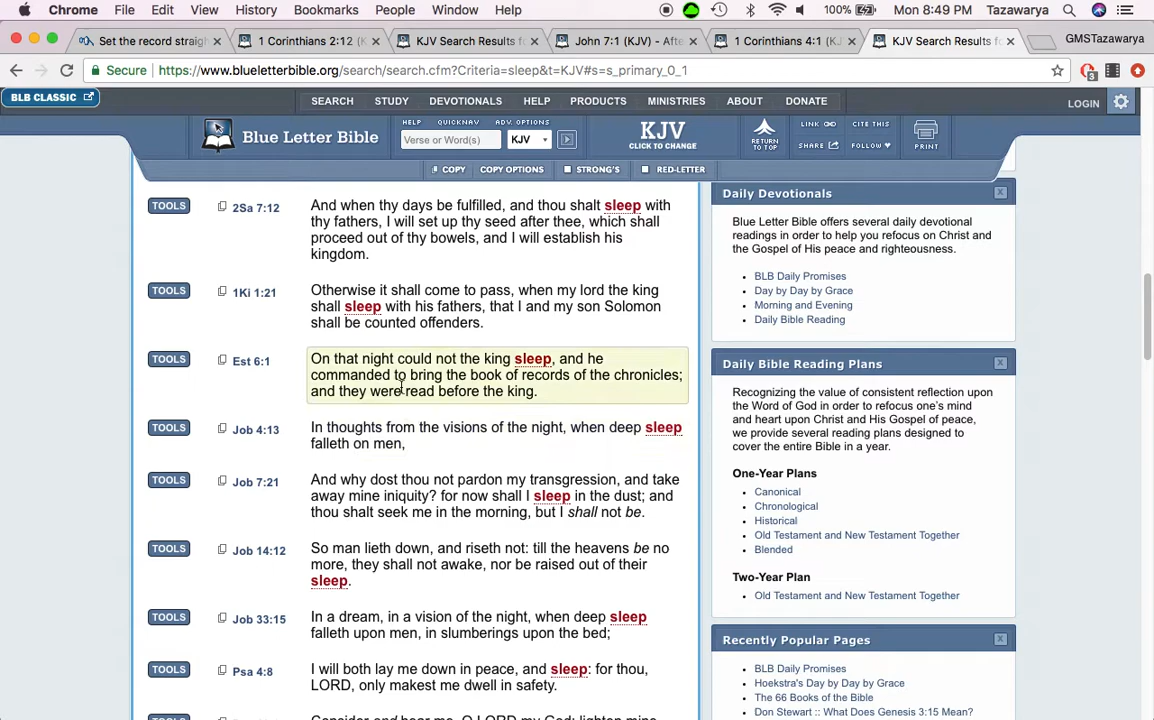 Chrome File Edit View History Bookmarks People Window Help 100% Mon 8:49 PM Tazawarya
Set the record straigh 1 Corinthians 2:12 (K KJV Search Results fo John 7:1 (KJV) - Afte 1 Corinthians 4:1 (KJV KJV Search Results fo GMSTazawarya
Secure https://www.blueletterbible.org/search/search.cfm?Criteria=sleep&t=KJV#s=s_primary_0_1 3
BLB CLASSIC SEARCH STUDY DEVOTIONALS HELP PRODUCTS MINISTRIES ABOUT DONATE LOGIN
HELP QUICKNAV ADV. OPTIONS
Blue Letter Bible Verse or Word(s) KJV
KJV
CLICK TO CHANGE
RETURN
TO TOP
LINK CITE THIS
SHARE FOLLOW
PRINT
COPY COPY OPTIONS STRONG'S RED-LETTER
TOOLS 2Sa 7:12 And when thy days be fulfilled, and thou shalt sleep with
thy fathers, I will set up thy seed after thee, which shall
proceed out of thy bowels, and I will establish his
kingdom.
TOOLS 1Ki 1:21 Otherwise it shall come to pass, when my lord the king
shall sleep with his fathers, that I and my son Solomon
shall be counted offenders.
TOOLS Est 6:1 On that night could not the king sleep, and he
commanded to bring the book of records of the chronicles;
and they were read before the king.
TOOLS Job 4:13 In thoughts from the visions of the night, when deep sleep
falleth on men,
TOOLS Job 7:21 And why dost thou not pardon my transgression, and take
away mine iniquity? for now shall I sleep in the dust; and
thou shalt seek me in the morning, but I shall not be.
TOOLS Job 14:12 So man lieth down, and riseth not: till the heavens be no
more, they shall not awake, nor be raised out of their
sleep.
TOOLS Job 33:15 In a dream, in a vision of the night, when deep sleep
falleth upon men, in slumberings upon the bed;
TOOLS Psa 4:8 I will both lay me down in peace, and sleep: for thou,
LORD, only makest me dwell in safety.
Daily Devotionals
Blue Letter Bible offers several daily devotional
readings in order to help you refocus on Christ and
the Gospel of His peace and righteousness.
BLB Daily Promises
Day by Day by Grace
Morning and Evening
Daily Bible Reading
Daily Bible Reading Plans
Recognizing the value of consistent reflection upon
the Word of God in order to refocus one's mind
and heart upon Christ and His Gospel of peace,
we provide several reading plans designed to
cover the entire Bible in a year.
One-Year Plans
Canonical
Chronological
Historical
Old Testament and New Testament Together
Blended
Two-Year Plan
Old Testament and New Testament Together
Recently Popular Pages
BLB Daily Promises
Hoekstra's Day by Day by Grace
The 66 Books of the Bible
Don Stewart :: What Does Genesis 3:15 Mean?